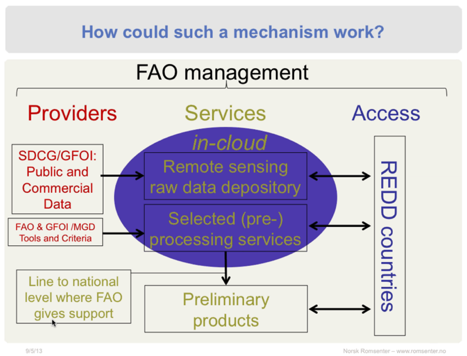 How could such a mechanism work?
FAO management
Providers
Services
Access
in-cloud
SDCG/GFOI:
Public and
Commercial
Data
Remote sensing
raw data depository
REDD countries
FAO & GFOI /MGD
Tools and Criteria
Selected (pre-)
processing services
Line to national
level where FAO
gives support
Preliminary
products
9/5/13
Norsk Romsenter – www.romsenter.no